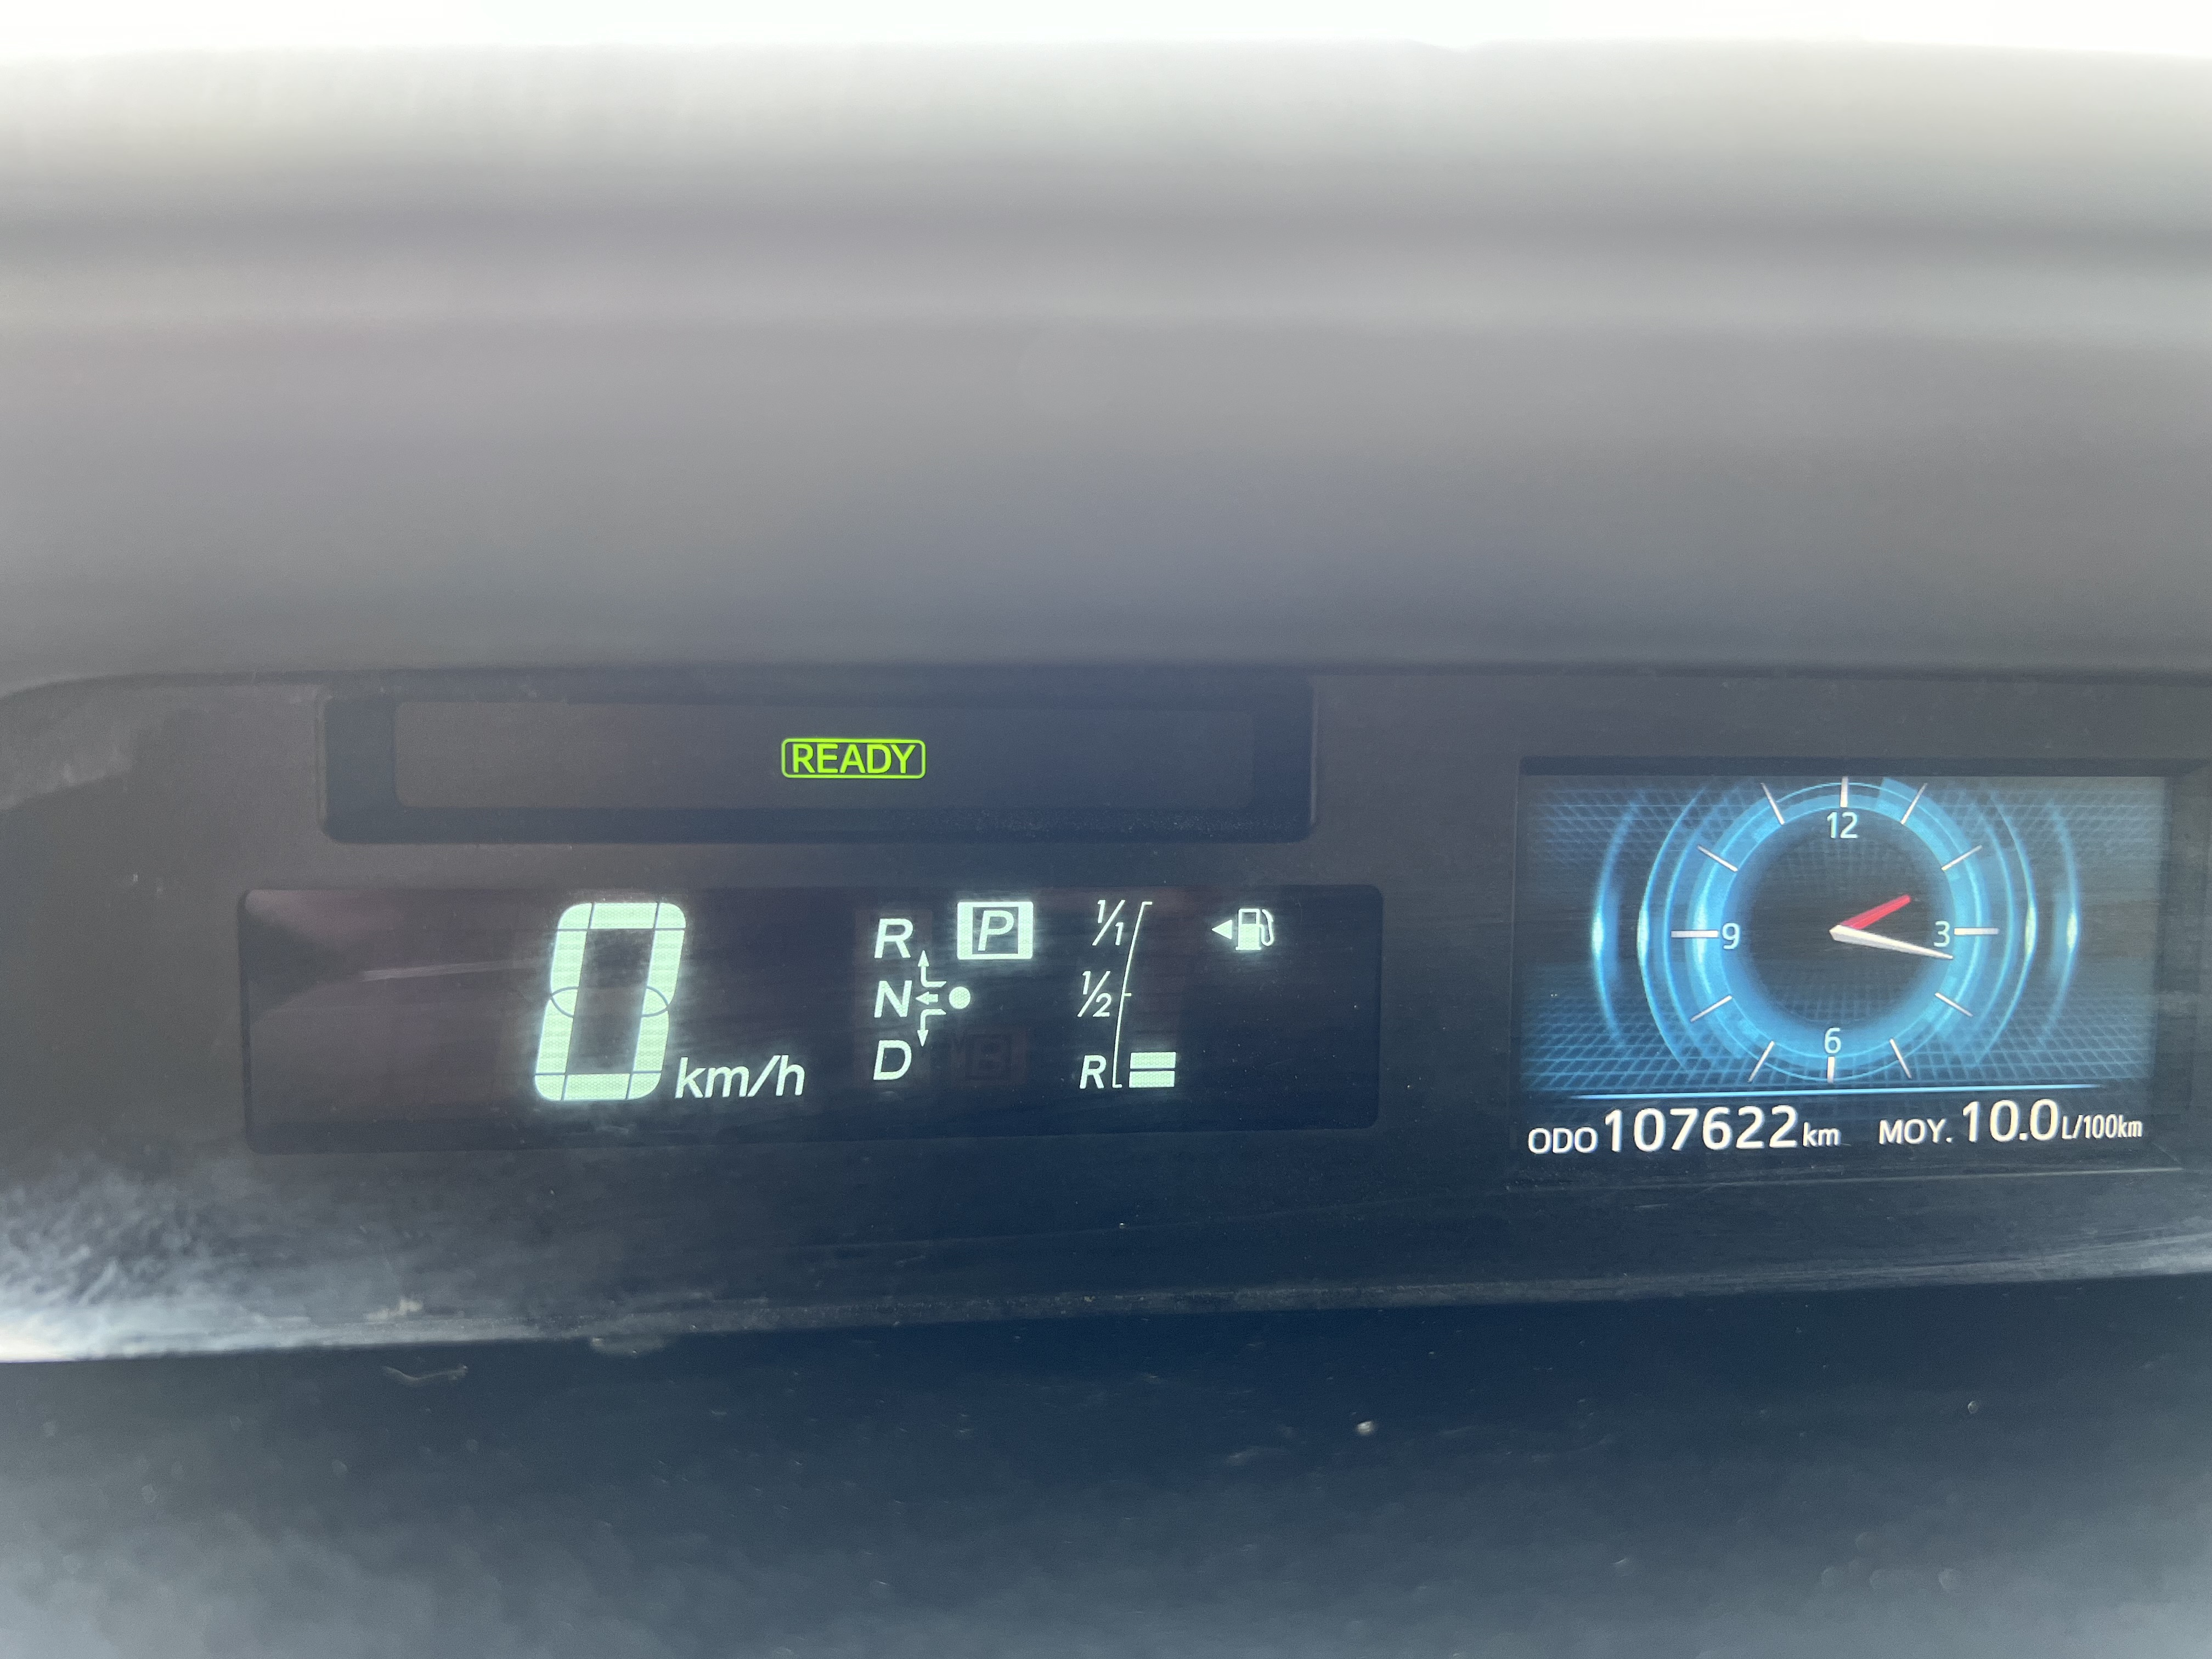 READY
0 km/h
R P
N
D
1/1
1/2
R
12
9 3
6
ODO 107622 km MOY. 10.0 L/100km